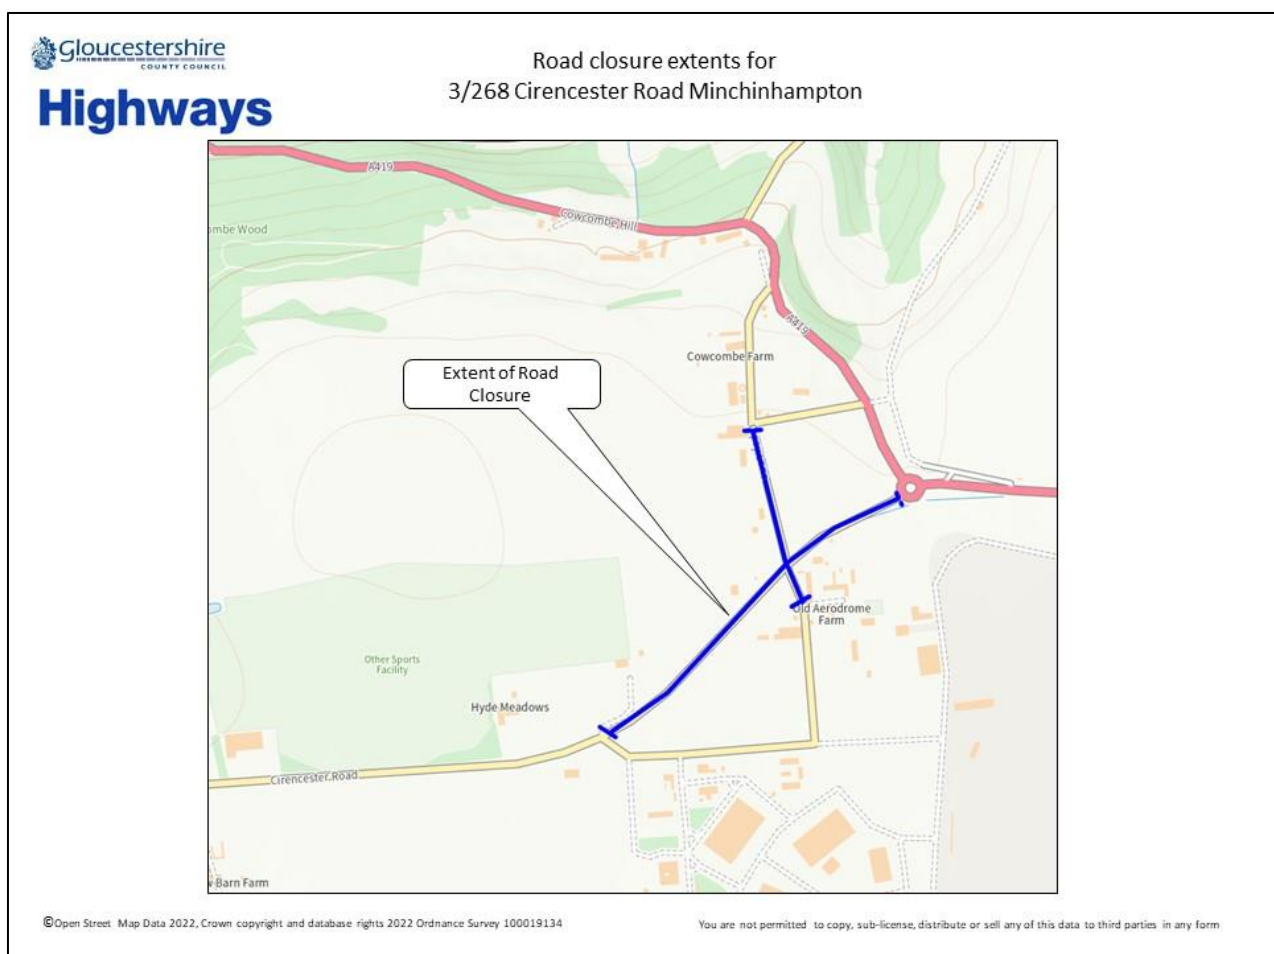 Gloucestershire
COUNTY COUNCIL
Highways
Road closure extents for
3/268 Cirencester Road Minchinhampton
A419
Cowcombe Hill
ombe Wood
A419
Cowcombe Farm
Extent of Road
Closure
Old Aerodrome
Farm
Other Sports
Facility
Hyde Meadows
Cirencester Road
w Barn Farm
©Open Street Map Data 2022, Crown copyright and database rights 2022 Ordnance Survey 100019134
You are not permitted to copy, sub-license, distribute or sell any of this data to third parties in any form